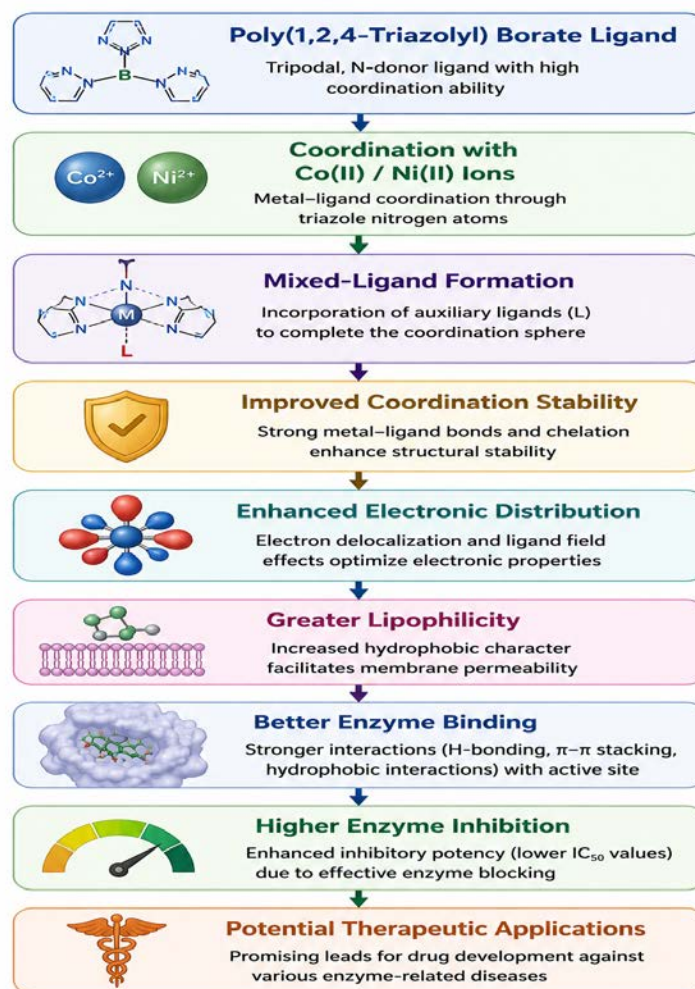 Poly(1,2,4-Triazolyl) Borate Ligand
Tripodal, N-donor ligand with high
coordination ability
N
N
N
N
N
N
B
N
N
Co²⁺
Ni²⁺
Coordination with
Co(II) / Ni(II) Ions
Metal–ligand coordination through
triazole nitrogen atoms
N
N
N
M
N
N
L
Mixed-Ligand Formation
Incorporation of auxiliary ligands (L)
to complete the coordination sphere
Improved Coordination Stability
Strong metal–ligand bonds and chelation
enhance structural stability
Enhanced Electronic Distribution
Electron delocalization and ligand field
effects optimize electronic properties
Greater Lipophilicity
Increased hydrophobic character
facilitates membrane permeability
Better Enzyme Binding
Stronger interactions (H-bonding, π–π stacking,
hydrophobic interactions) with active site
Higher Enzyme Inhibition
Enhanced inhibitory potency (lower IC₅₀ values)
due to effective enzyme blocking
Potential Therapeutic Applications
Promising leads for drug development against
various enzyme-related diseases